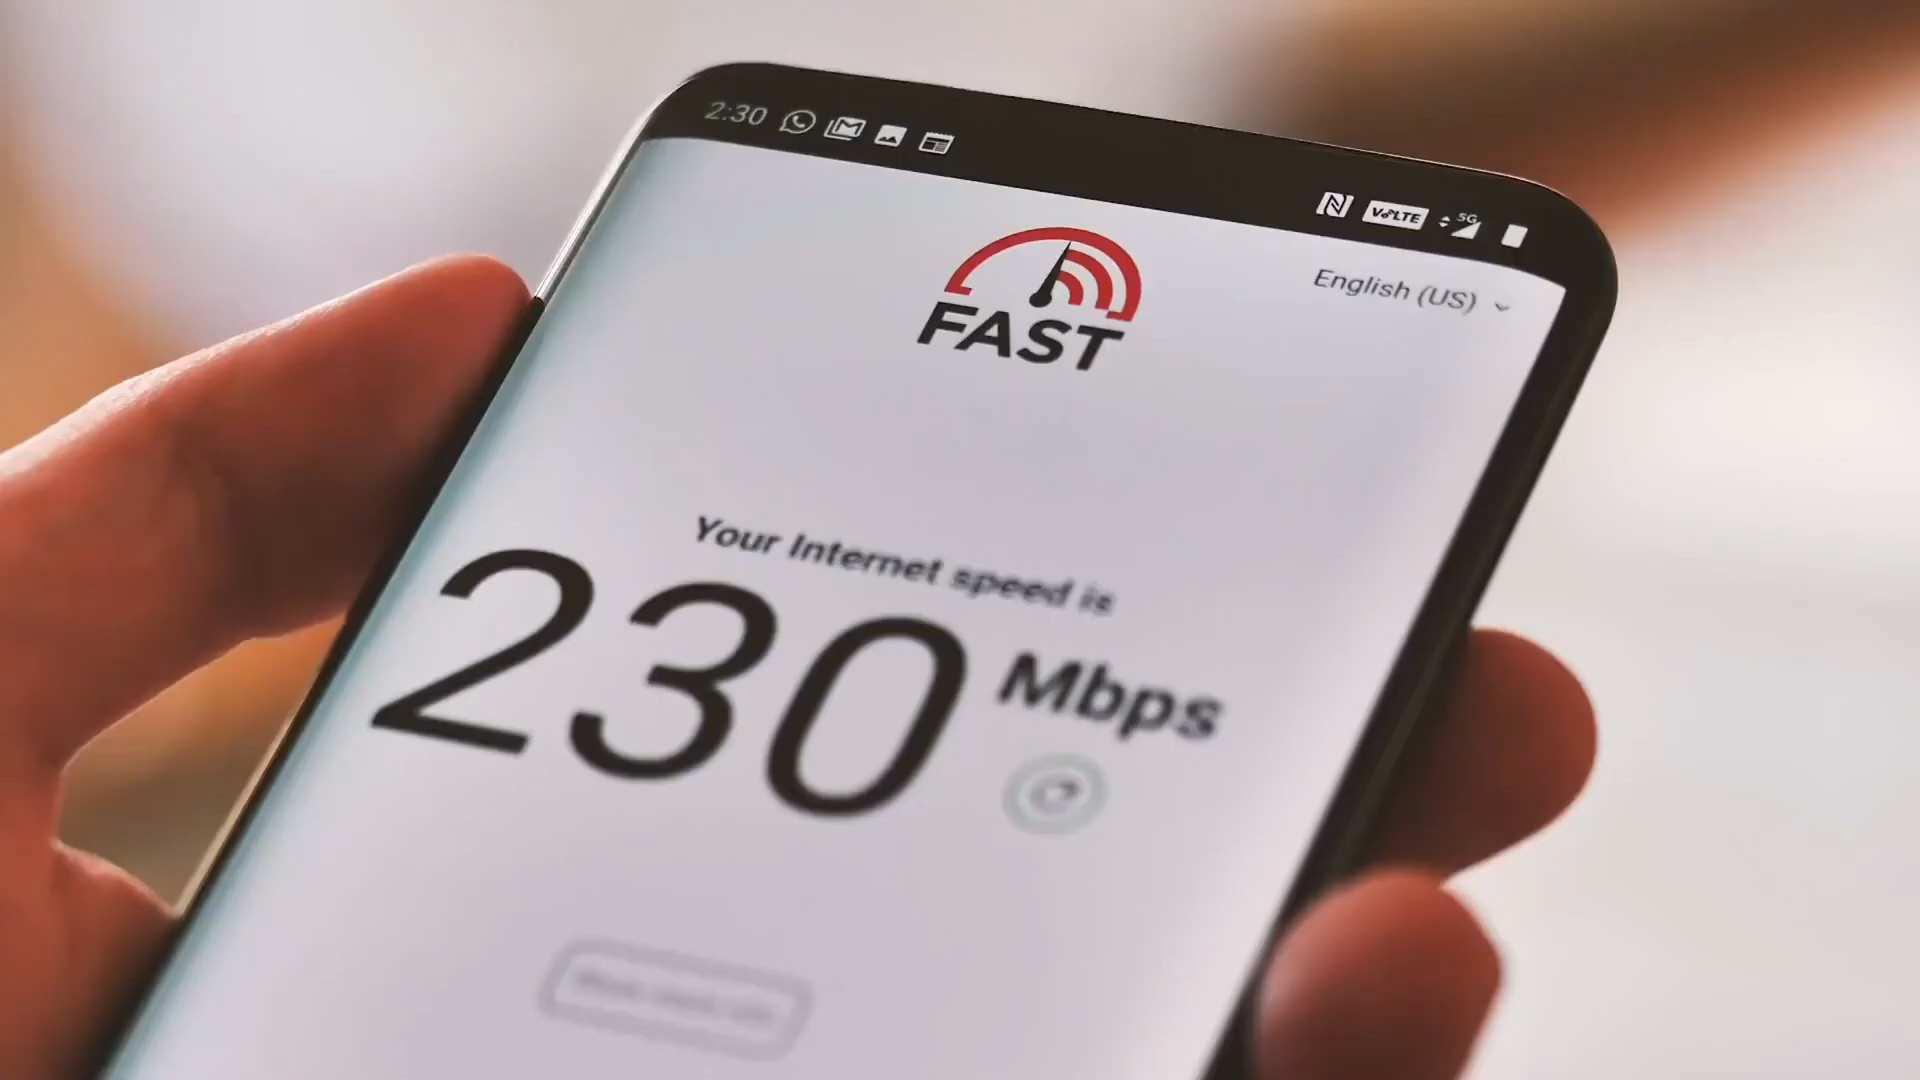 2:30
VoLTE 5G
English (US)
FAST
Your Internet speed is
230 Mbps